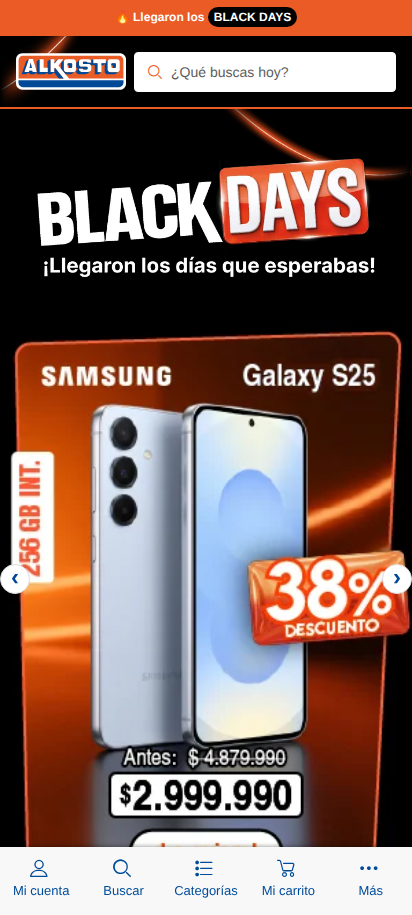 🔥 Llegaron los BLACK DAYS
ALKOSTO
¿Qué buscas hoy?
BLACK DAYS
¡Llegaron los días que esperabas!
SAMSUNG Galaxy S25
256 GB INT.
SAMSUNG
38%
DESCUENTO
Antes: $ 4.879.990
$2.999.990
Mi cuenta Buscar Categorías Mi carrito Más